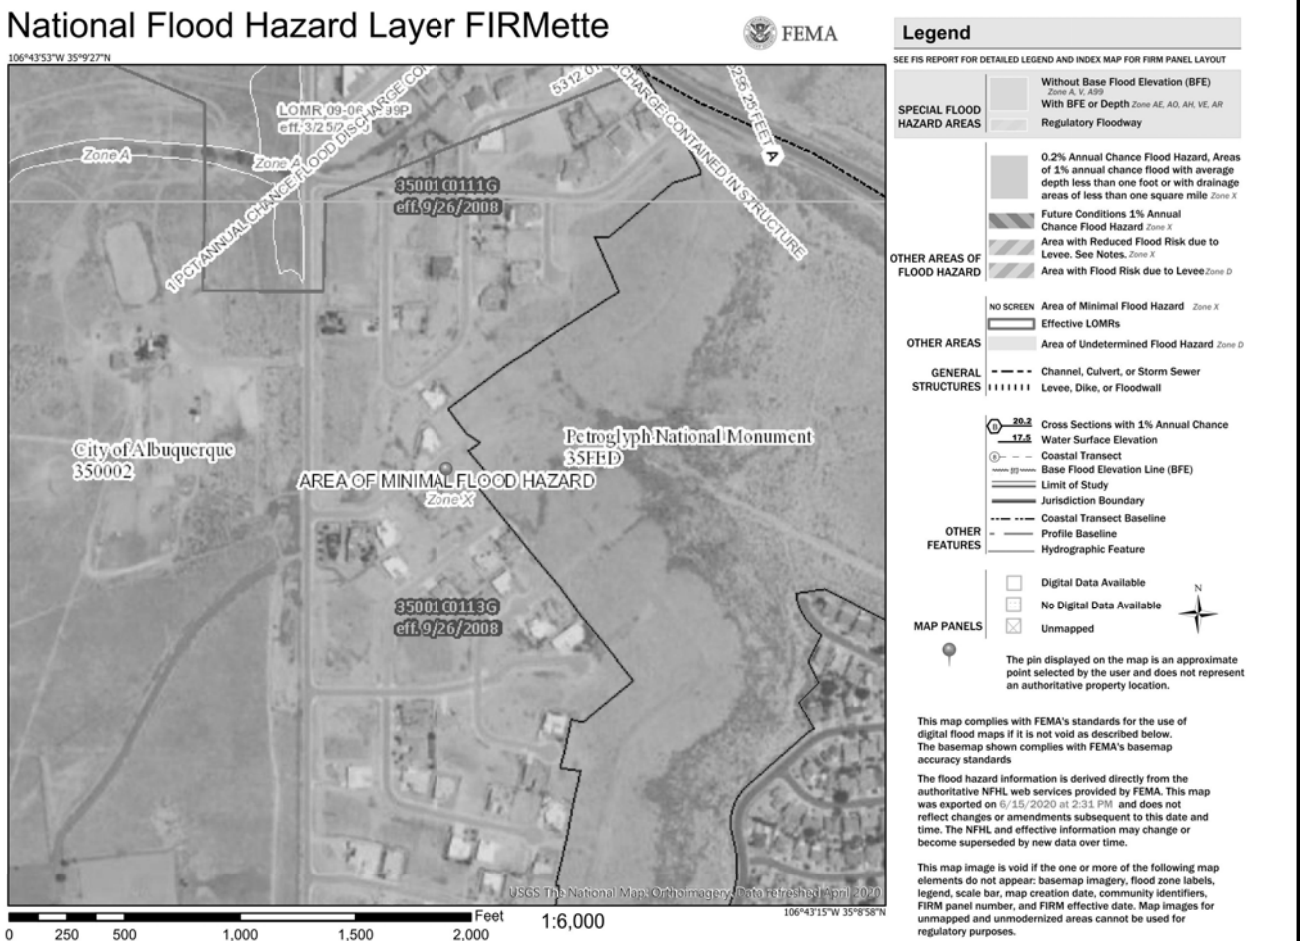 National Flood Hazard Layer FIRMette
FEMA
106°43'53"W 35°9'27"N
LOMR 09-06
99P
eff. 3/25/2
Zone A
Zone A
1 PCT ANNUAL CHANCE FLOOD DISCHARGE CO
5312
SCHARGE CONTAINED IN STRUCTURE
FEET
A
35001C0111G
eff. 9/26/2008
City of Albuquerque
350002
Petroglyph National Monument
35FED
AREA OF MINIMAL FLOOD HAZARD
Zone X
35001C0113G
eff. 9/26/2008
USGS The National Map: Orthoimagery. Data refreshed April 2020
106°43'15"W 35°8'58"N
Feet
1:6,000
0 250 500 1,000 1,500 2,000
Legend
SEE FIS REPORT FOR DETAILED LEGEND AND INDEX MAP FOR FIRM PANEL LAYOUT
SPECIAL FLOOD
HAZARD AREAS
Without Base Flood Elevation (BFE)
Zone A, V, A99
With BFE or Depth Zone AE, AO, AH, VE, AR
Regulatory Floodway
0.2% Annual Chance Flood Hazard, Areas
of 1% annual chance flood with average
depth less than one foot or with drainage
areas of less than one square mile Zone X
Future Conditions 1% Annual
Chance Flood Hazard Zone X
Area with Reduced Flood Risk due to
Levee. See Notes. Zone X
Area with Flood Risk due to Levee Zone D
OTHER AREAS OF
FLOOD HAZARD
NO SCREEN Area of Minimal Flood Hazard Zone X
Effective LOMRs
OTHER AREAS
Area of Undetermined Flood Hazard Zone D
GENERAL
STRUCTURES
Channel, Culvert, or Storm Sewer
Levee, Dike, or Floodwall
B 20.2 Cross Sections with 1% Annual Chance
17.5 Water Surface Elevation
8 Coastal Transect
513 Base Flood Elevation Line (BFE)
Limit of Study
Jurisdiction Boundary
Coastal Transect Baseline
OTHER
FEATURES
Profile Baseline
Hydrographic Feature
Digital Data Available
No Digital Data Available
Unmapped
MAP PANELS
N
The pin displayed on the map is an approximate
point selected by the user and does not represent
an authoritative property location.
This map complies with FEMA's standards for the use of
digital flood maps if it is not void as described below.
The basemap shown complies with FEMA's basemap
accuracy standards
The flood hazard information is derived directly from the
authoritative NFHL web services provided by FEMA. This map
was exported on 6/15/2020 at 2:31 PM and does not
reflect changes or amendments subsequent to this date and
time. The NFHL and effective information may change or
become superseded by new data over time.
This map image is void if the one or more of the following map
elements do not appear: basemap imagery, flood zone labels,
legend, scale bar, map creation date, community identifiers,
FIRM panel number, and FIRM effective date. Map images for
unmapped and unmodernized areas cannot be used for
regulatory purposes.